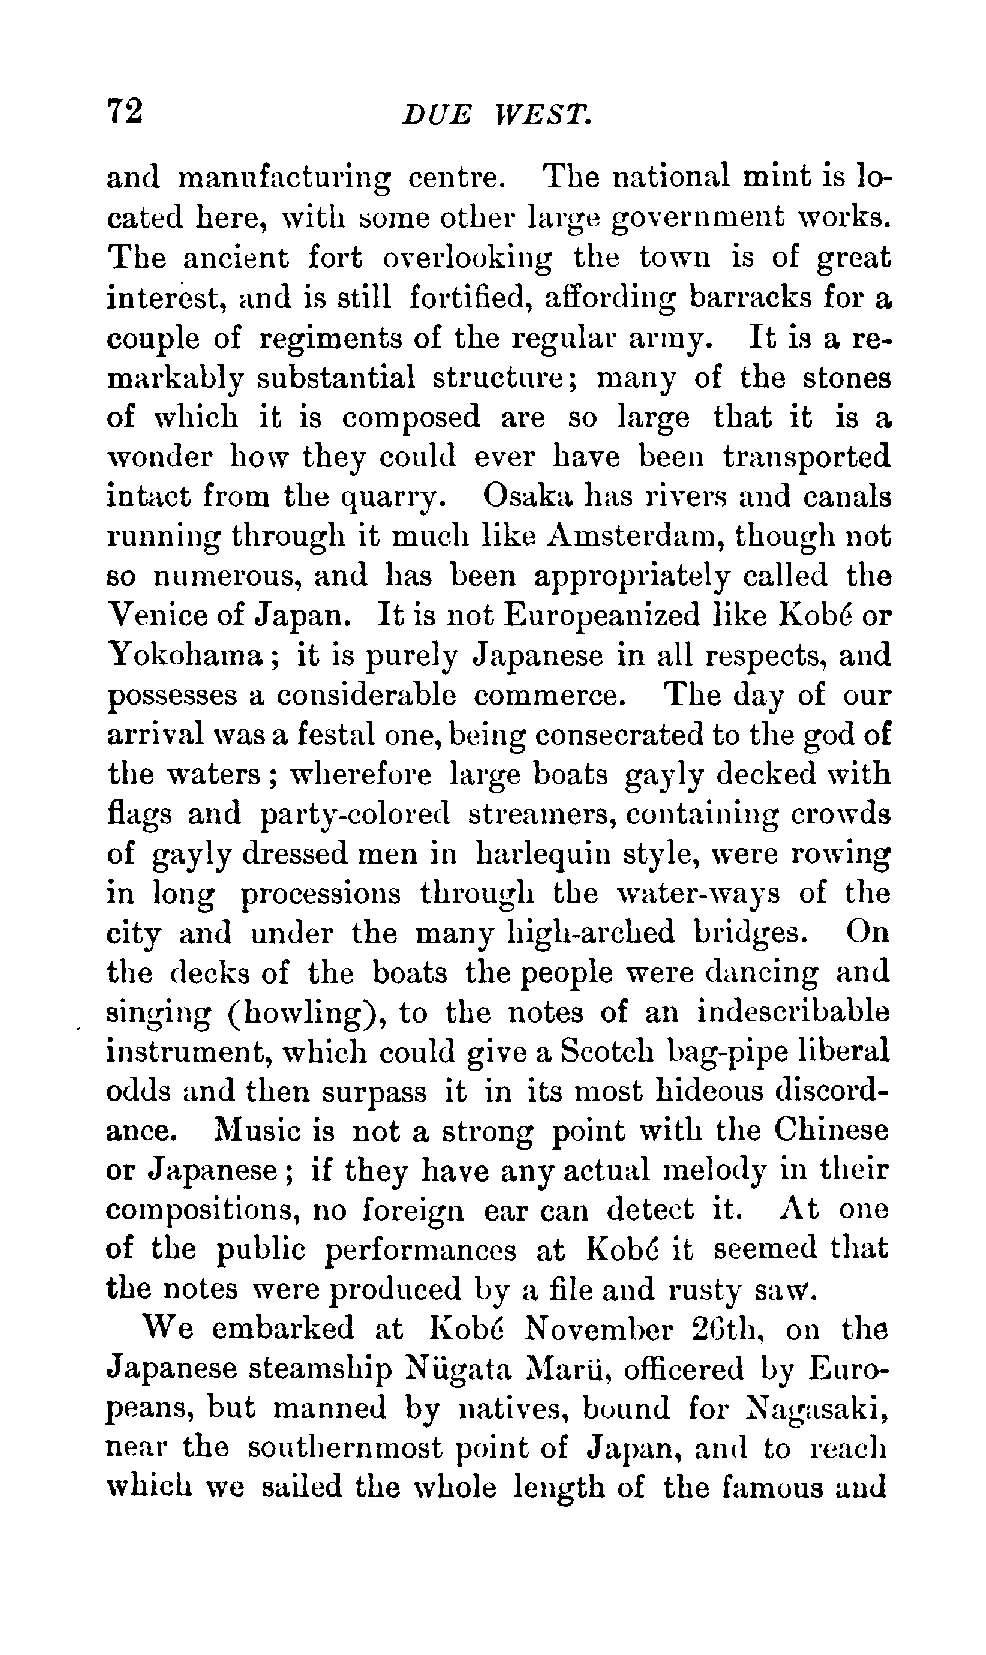 72 DUE WEST.
and manufacturing centre. The national mint is lo-
cated here, with some other large government works.
The ancient fort overlooking the town is of great
interest, and is still fortified, affording barracks for a
couple of regiments of the regular army. It is a re-
markably substantial structure; many of the stones
of which it is composed are so large that it is a
wonder how they could ever have been transported
intact from the quarry. Osaka has rivers and canals
running through it much like Amsterdam, though not
so numerous, and has been appropriately called the
Venice of Japan. It is not Europeanized like Kobé or
Yokohama; it is purely Japanese in all respects, and
possesses a considerable commerce. The day of our
arrival was a festal one, being consecrated to the god of
the waters; wherefore large boats gayly decked with
flags and party-colored streamers, containing crowds
of gayly dressed men in harlequin style, were rowing
in long processions through the water-ways of the
city and under the many high-arched bridges. On
the decks of the boats the people were dancing and
singing (howling), to the notes of an indescribable
instrument, which could give a Scotch bag-pipe liberal
odds and then surpass it in its most hideous discord-
ance. Music is not a strong point with the Chinese
or Japanese; if they have any actual melody in their
compositions, no foreign ear can detect it. At one
of the public performances at Kobé it seemed that
the notes were produced by a file and rusty saw.
We embarked at Kobé November 26th, on the
Japanese steamship Nügata Marü, officered by Euro-
peans, but manned by natives, bound for Nagasaki,
near the southernmost point of Japan, and to reach
which we sailed the whole length of the famous and